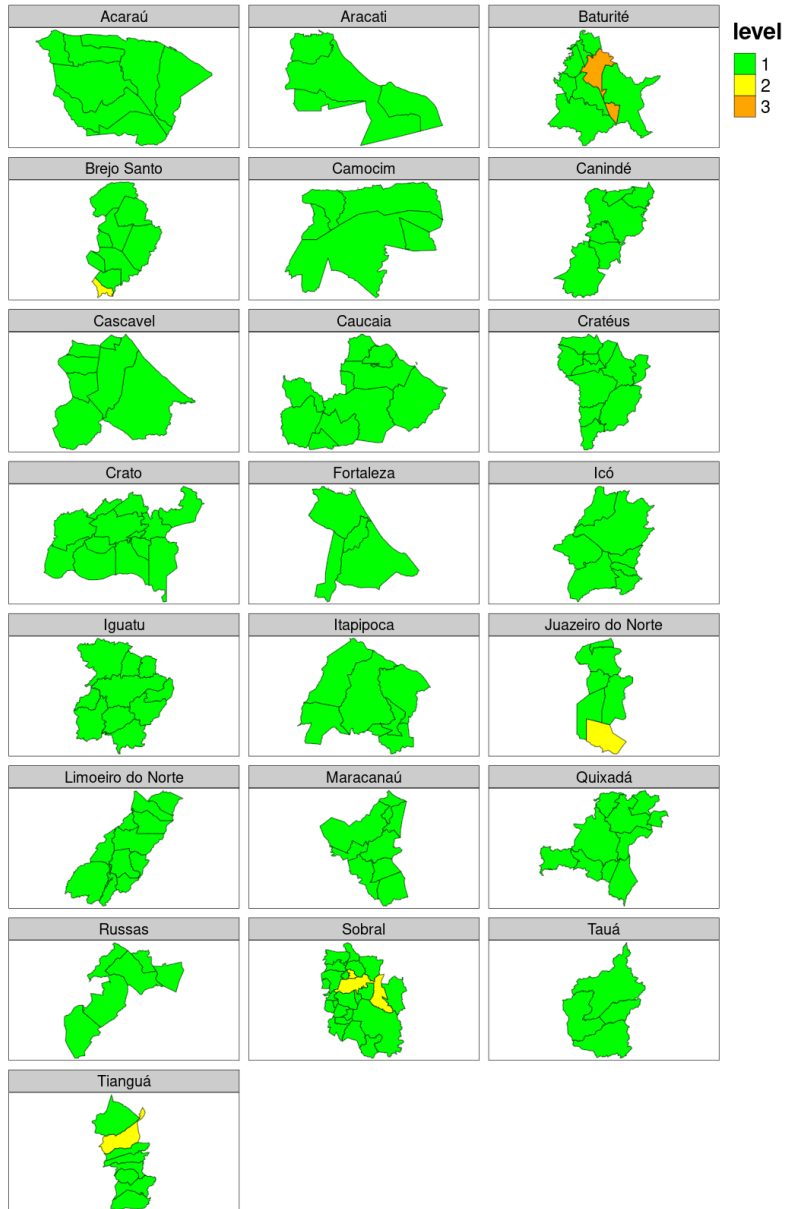 Acaraú
Aracati
Baturité
level
1
2
3
Brejo Santo
Camocim
Canindé
Cascavel
Caucaia
Cratéus
Crato
Fortaleza
Icó
Iguatu
Itapipoca
Juazeiro do Norte
Limoeiro do Norte
Maracanaú
Quixadá
Russas
Sobral
Tauá
Tianguá